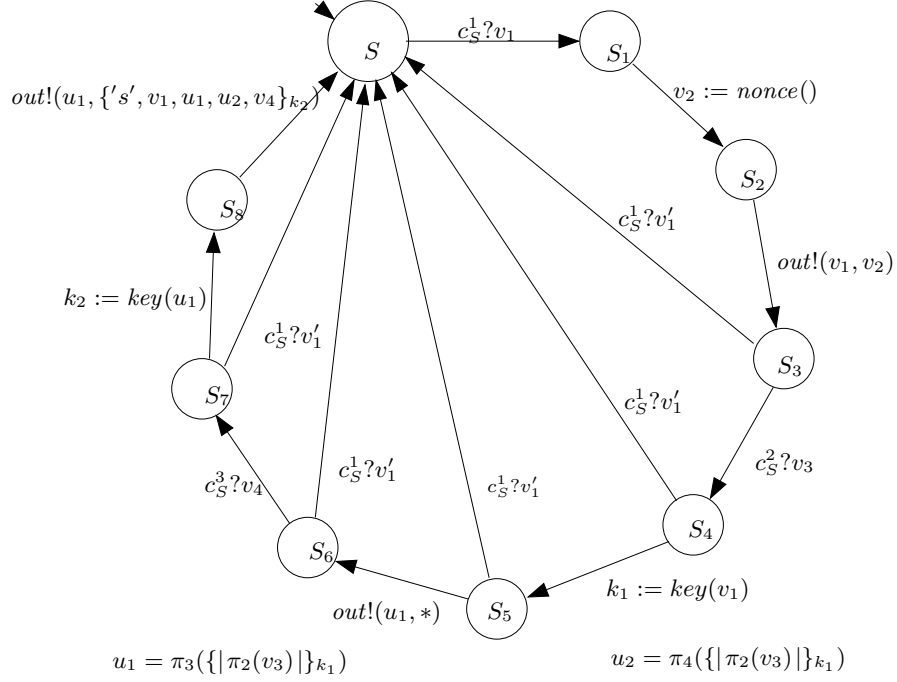 S
c_S^1?v_1
S_1
v_2 := nonce()
S_2
out!(v_1, v_2)
S_3
c_S^2?v_3
S_4
k_1 := key(v_1)
S_5
out!(u_1, *)
S_6
c_S^3?v_4
S_7
k_2 := key(u_1)
S_8
out!(u_1, {'s', v_1, u_1, u_2, v_4}_{k_2})
c_S^1?v_1'
c_S^1?v_1'
c_S^1?v_1'
c_S^1?v_1'
c_S^1?v_1'
u_1 = π_3({| π_2(v_3) |}_{k_1})
u_2 = π_4({| π_2(v_3) |}_{k_1})